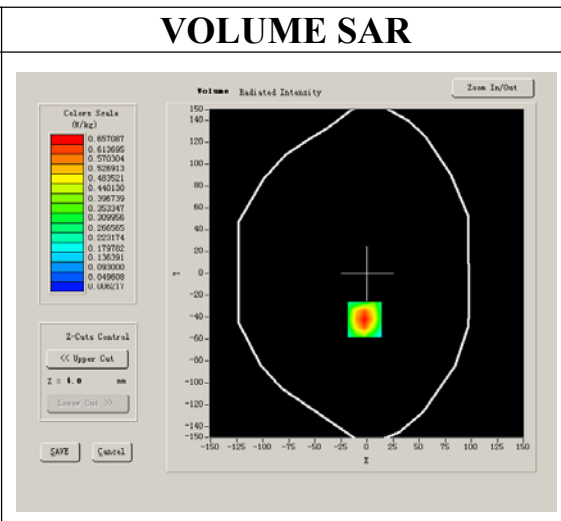 VOLUME SAR
Volume Radiated Intensity
Zoom In/Out
Colors Scale
(W/kg)
0.657087
0.613695
0.570304
0.526913
0.483521
0.440130
0.396739
0.353347
0.309956
0.266565
0.223174
0.179782
0.136391
0.093000
0.049608
0.006217
Z-Cuts Control
<< Upper Cut
Z = 4.0 mm
Lower Cut >>
SAVE
Cancel
150
140
120
100
80
60
40
20
0
-20
-40
-60
-80
-100
-120
-140
-150
Y
-150 -125 -100 -75 -50 -25 0 25 50 75 100 125 150
X